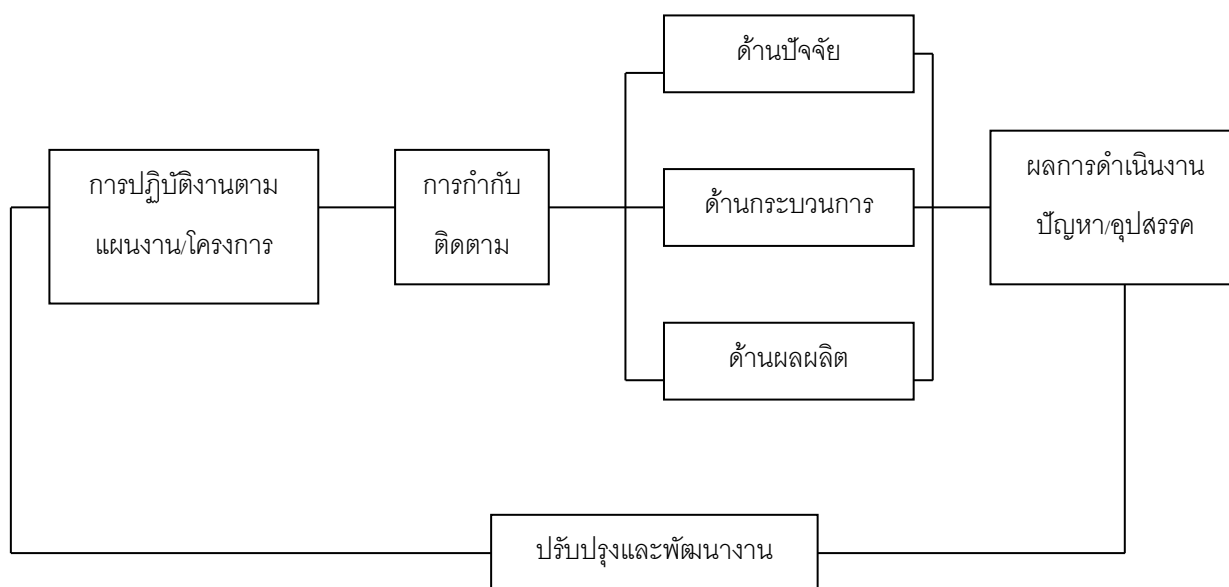 ด้านปัจจัย
การปฏิบัติงานตาม
แผนงาน/โครงการ
การกำกับ
ติดตาม
ด้านกระบวนการ
ผลการดำเนินงาน
ปัญหา/อุปสรรค
ด้านผลผลิต
ปรับปรุงและพัฒนางาน